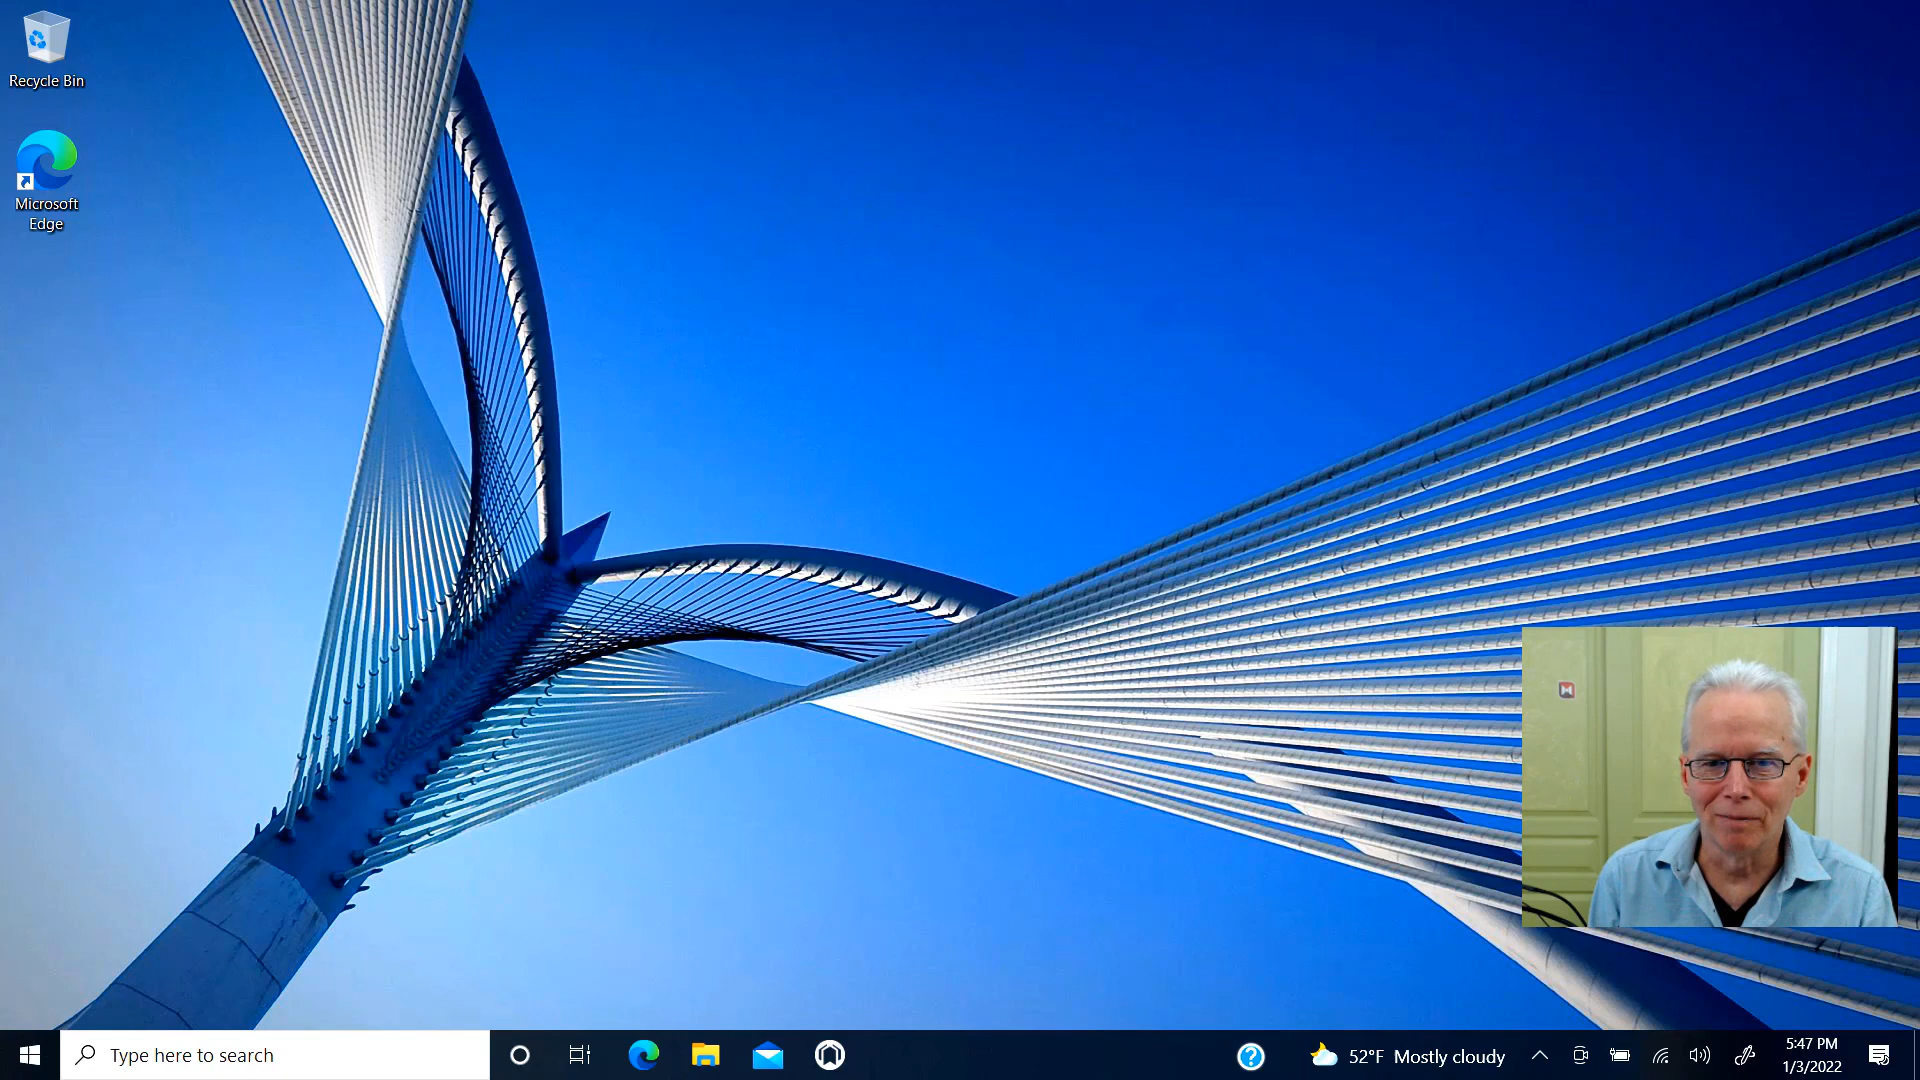 Recycle Bin
Microsoft
Edge
Type here to search
52°F Mostly cloudy
5:47 PM
1/3/2022